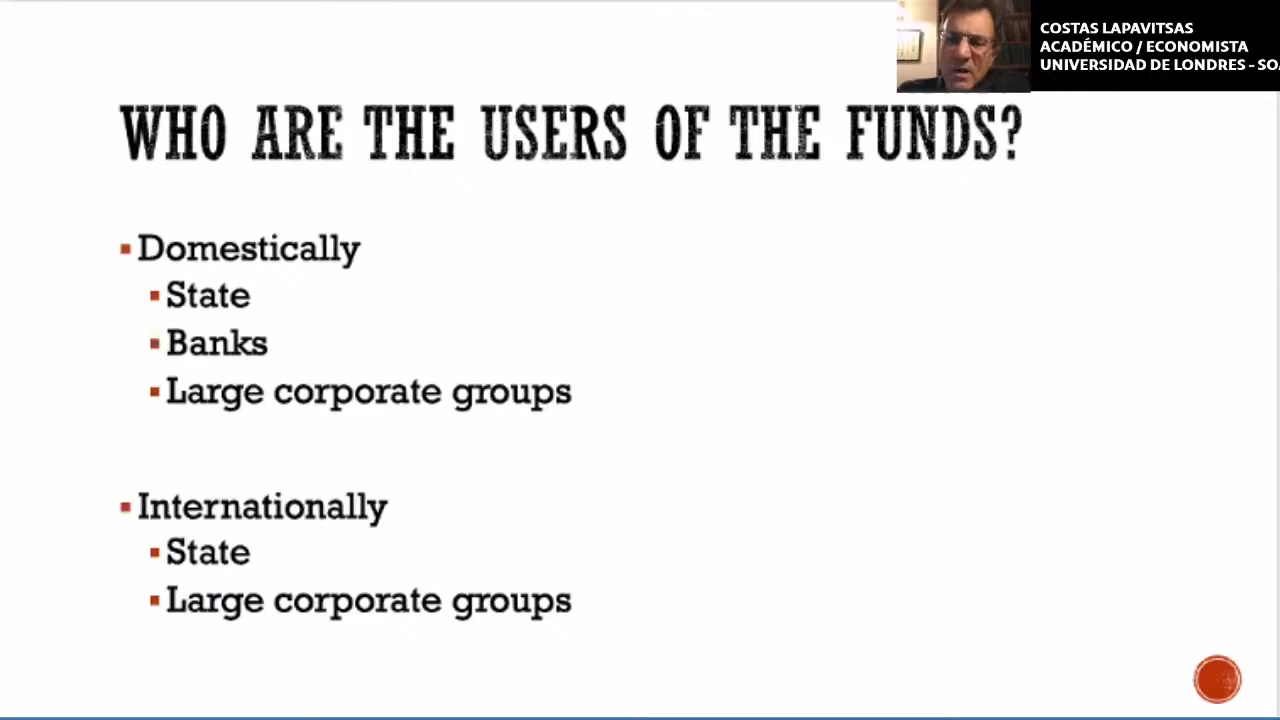 COSTAS LAPAVITSAS
ACADÉMICO / ECONOMISTA
UNIVERSIDAD DE LONDRES - SO
WHO ARE THE USERS OF THE FUNDS?
Domestically
State
Banks
Large corporate groups
Internationally
State
Large corporate groups